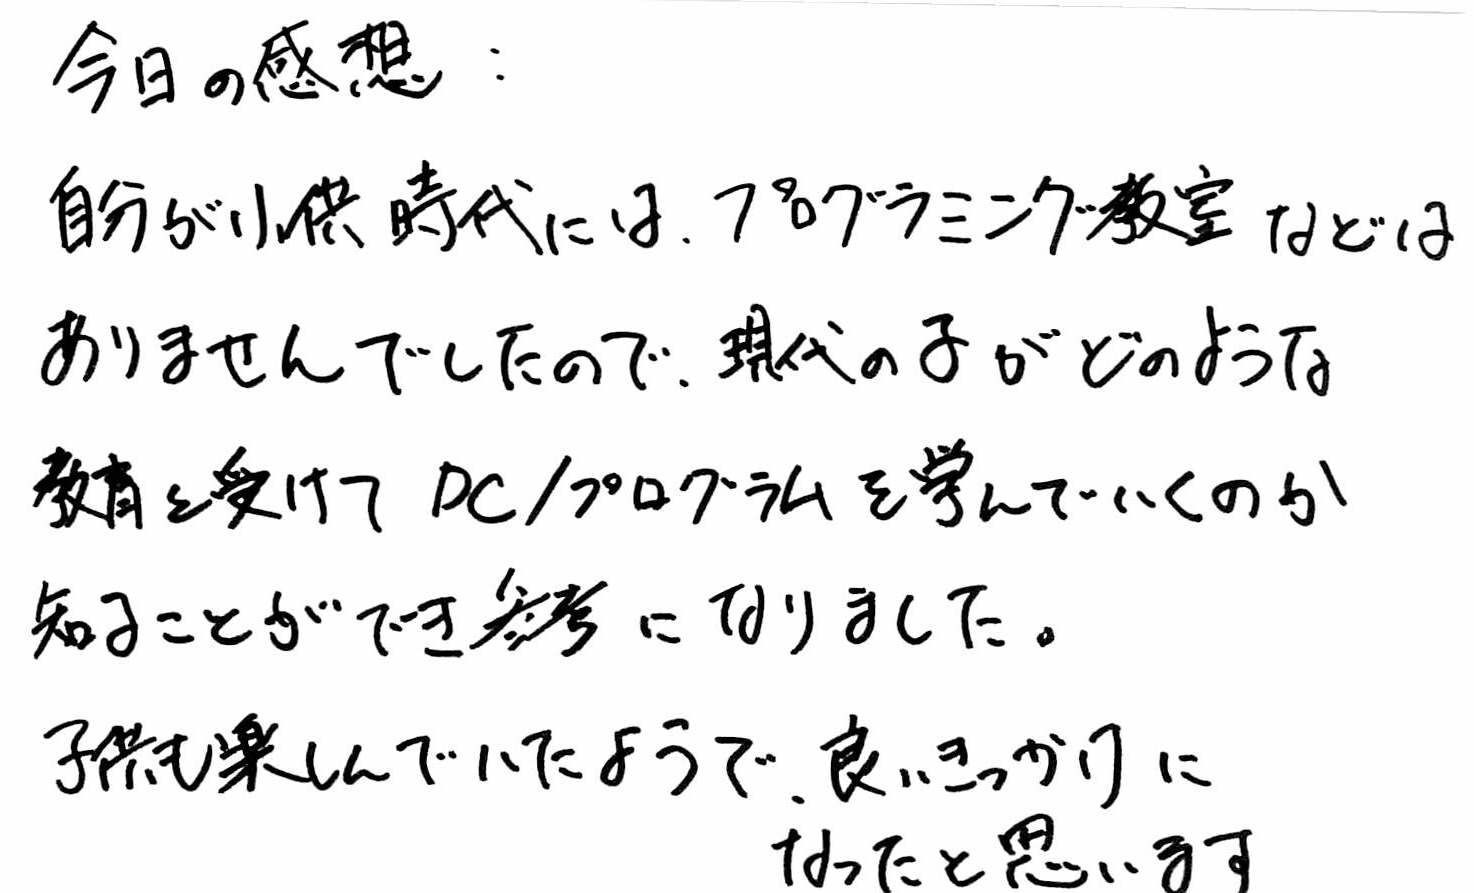 今日の感想：
自分が小供時代には、プログラミング教室などは
ありませんでしたので、現代の子がどのような
教育を受けてPC/プログラムを学んでいくのか
知ることができ参考になりました。
子供も楽しんでいたようで、良いきっかけに
なったと思います